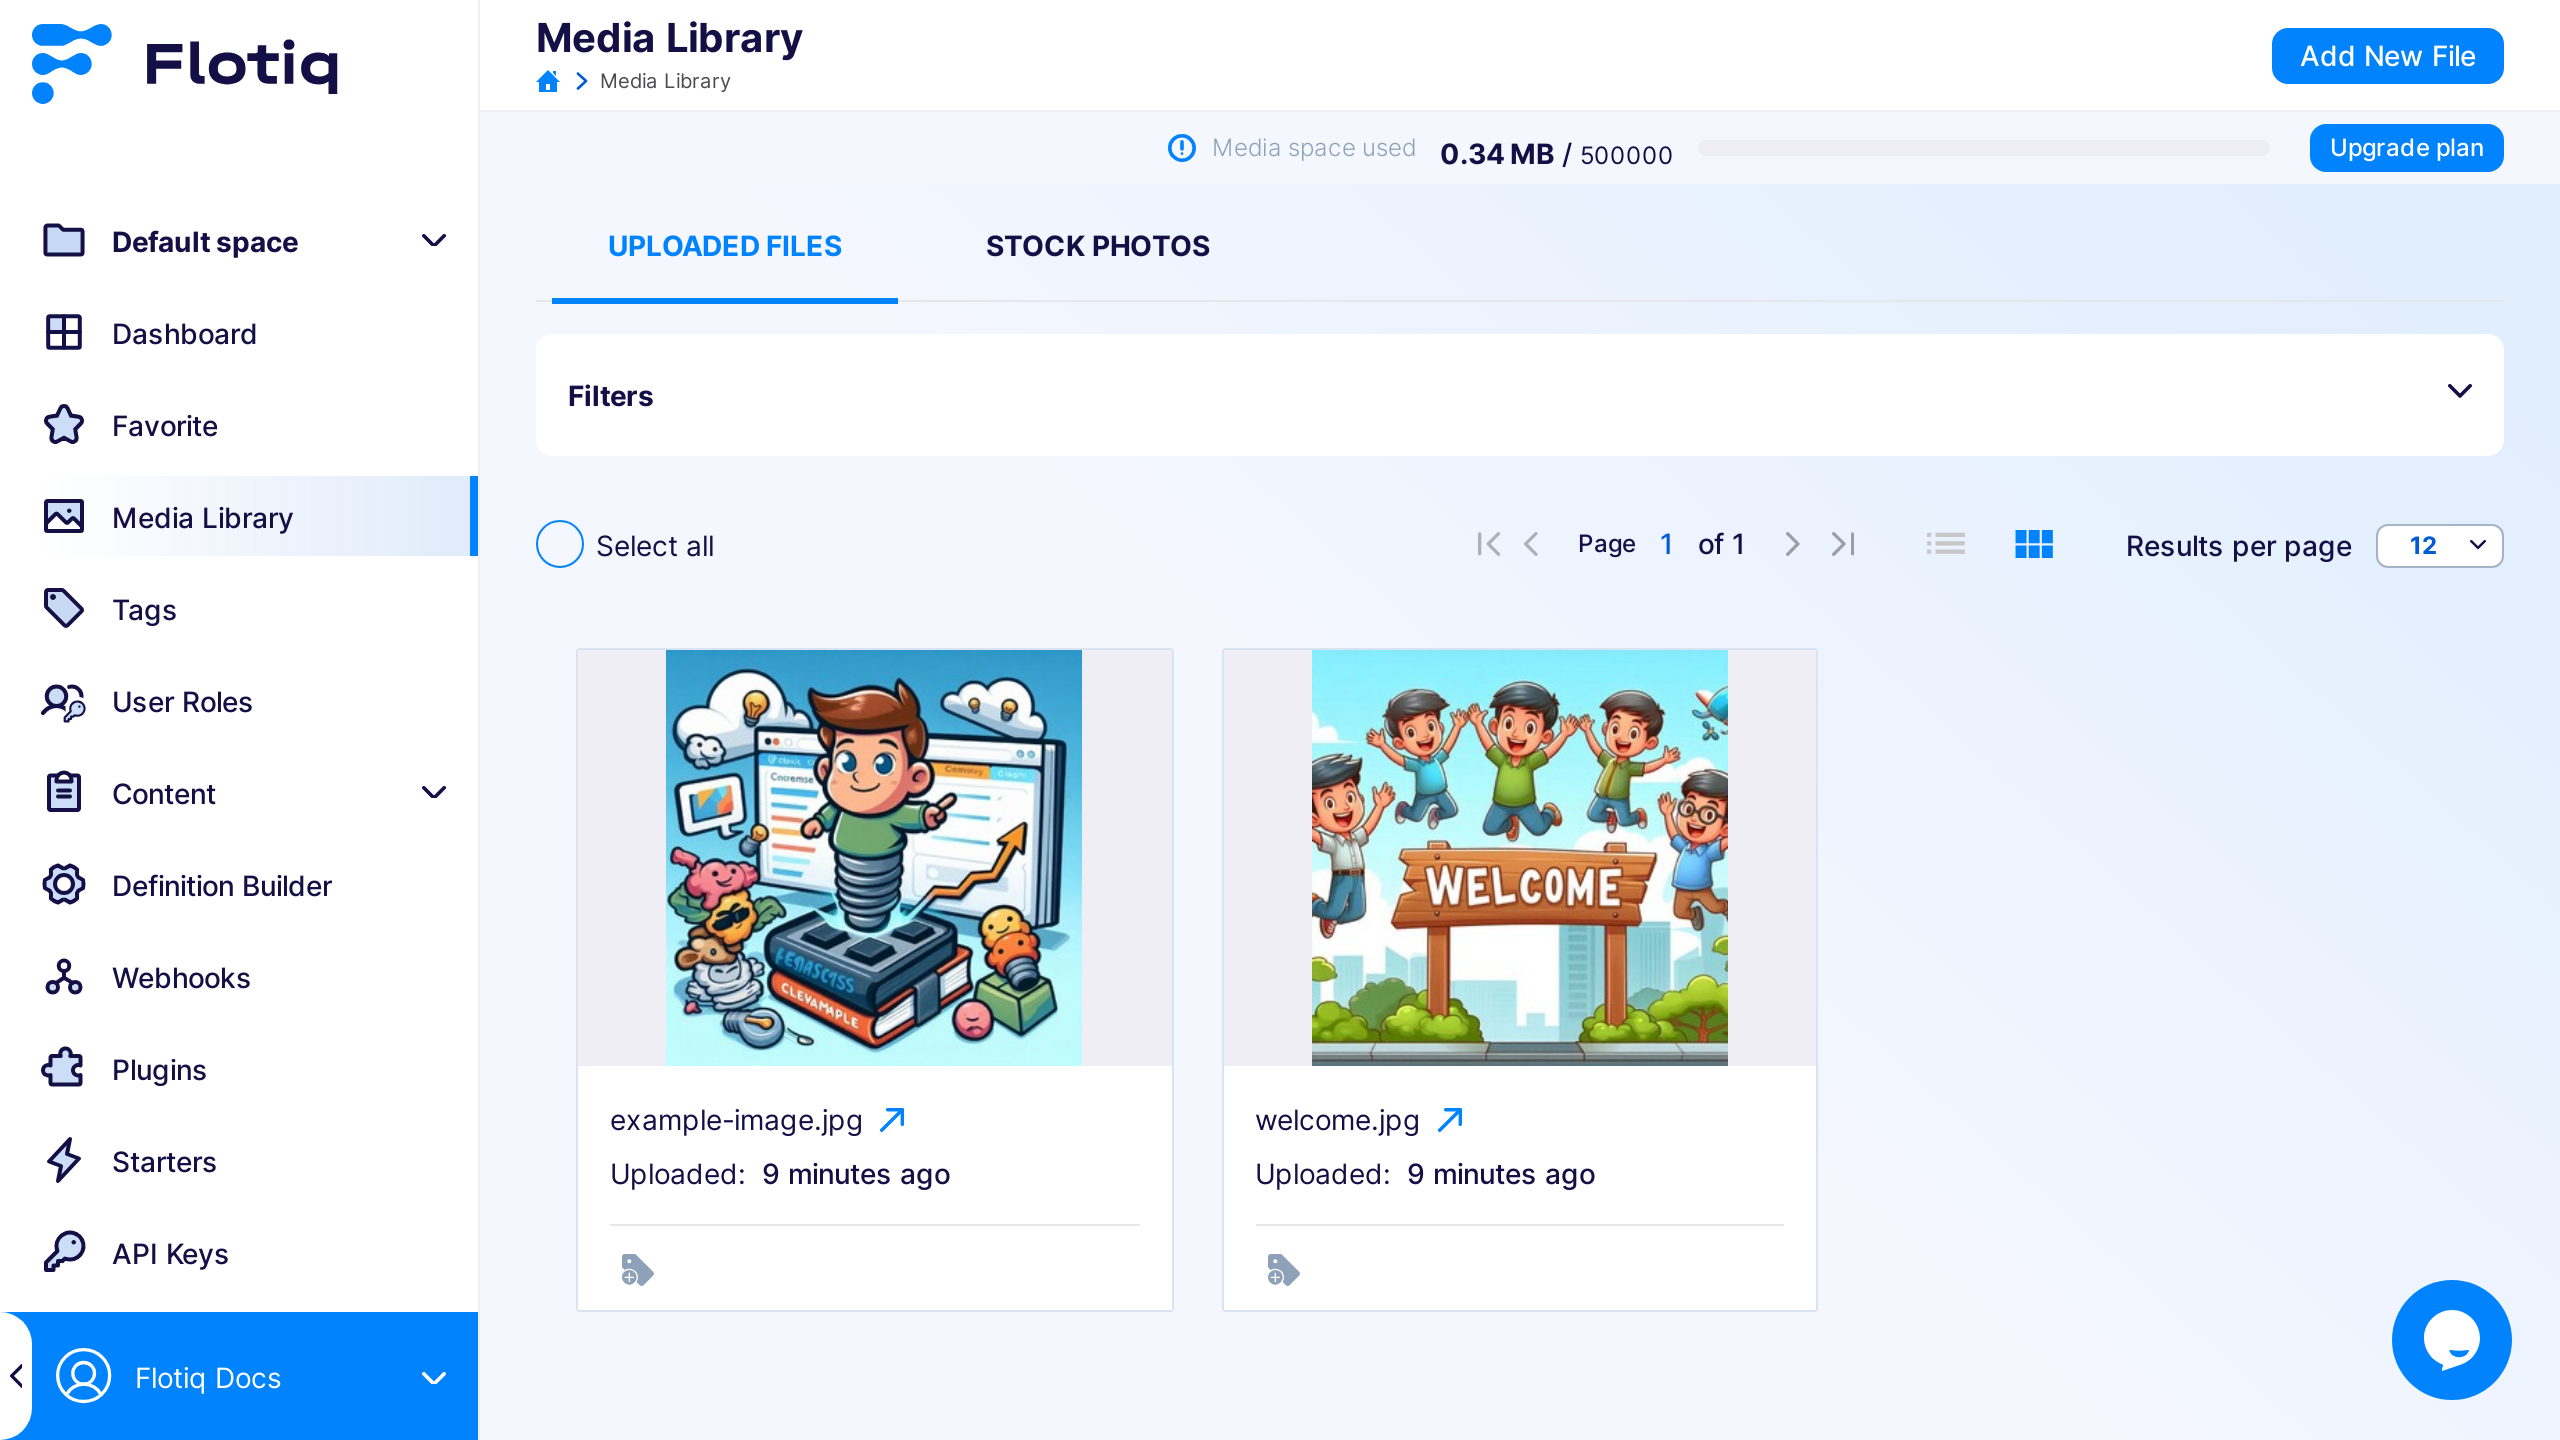 Flotiq
Default space
Dashboard
Favorite
Media Library
Tags
User Roles
Content
Definition Builder
Webhooks
Plugins
Starters
API Keys
Flotiq Docs
Media Library
Media Library
Add New File
Media space used 0.34 MB / 500000
Upgrade plan
UPLOADED FILES
STOCK PHOTOS
Filters
Select all
Page 1 of 1
Results per page 12
CLEVAMAPLE
WELCOME
example-image.jpg
Uploaded: 9 minutes ago
welcome.jpg
Uploaded: 9 minutes ago